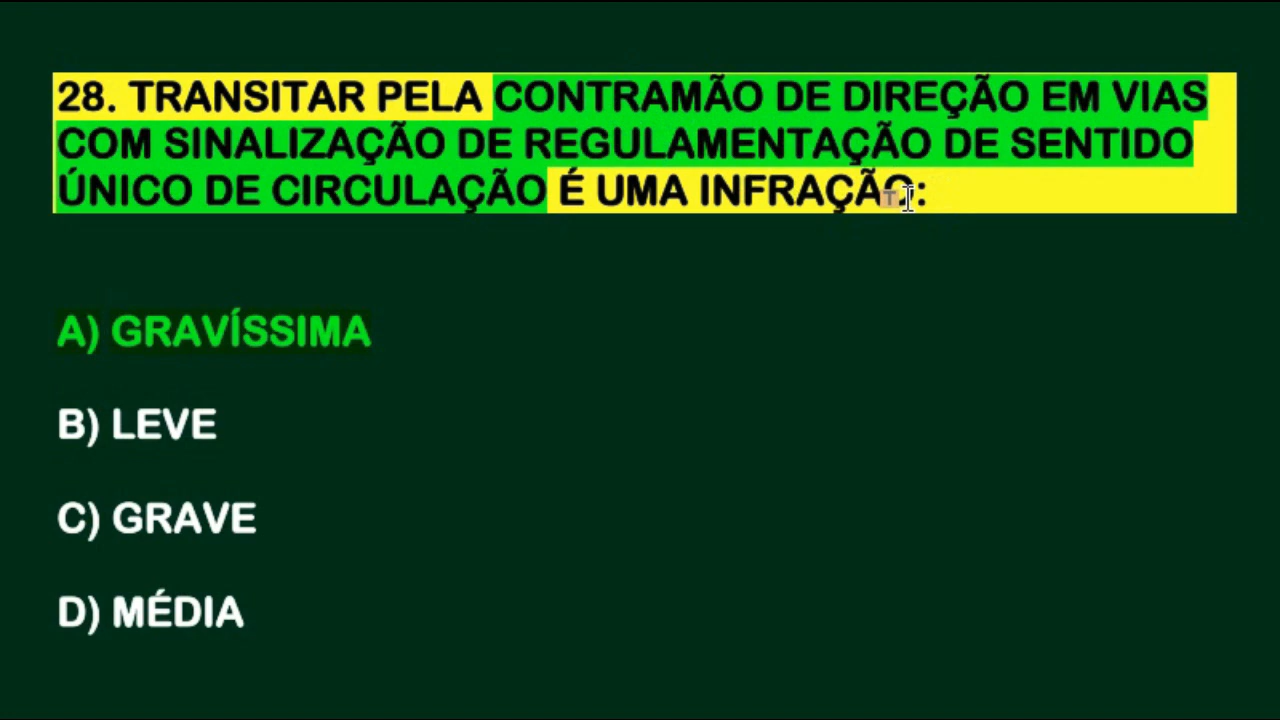 28. TRANSITAR PELA CONTRAMÃO DE DIREÇÃO EM VIAS
COM SINALIZAÇÃO DE REGULAMENTAÇÃO DE SENTIDO
ÚNICO DE CIRCULAÇÃO É UMA INFRAÇÃO:
A) GRAVÍSSIMA
B) LEVE
C) GRAVE
D) MÉDIA